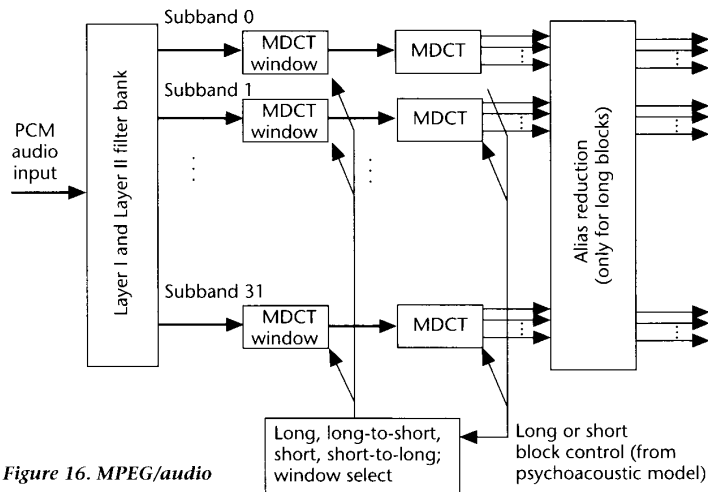 Subband 0
MDCT
window
MDCT
Subband 1
MDCT
window
MDCT
PCM
audio
input
Layer I and Layer II filter bank
Alias reduction
(only for long blocks)
Subband 31
MDCT
window
MDCT
Long, long-to-short,
short, short-to-long;
window select
Long or short
block control (from
psychoacoustic model)
Figure 16. MPEG/audio